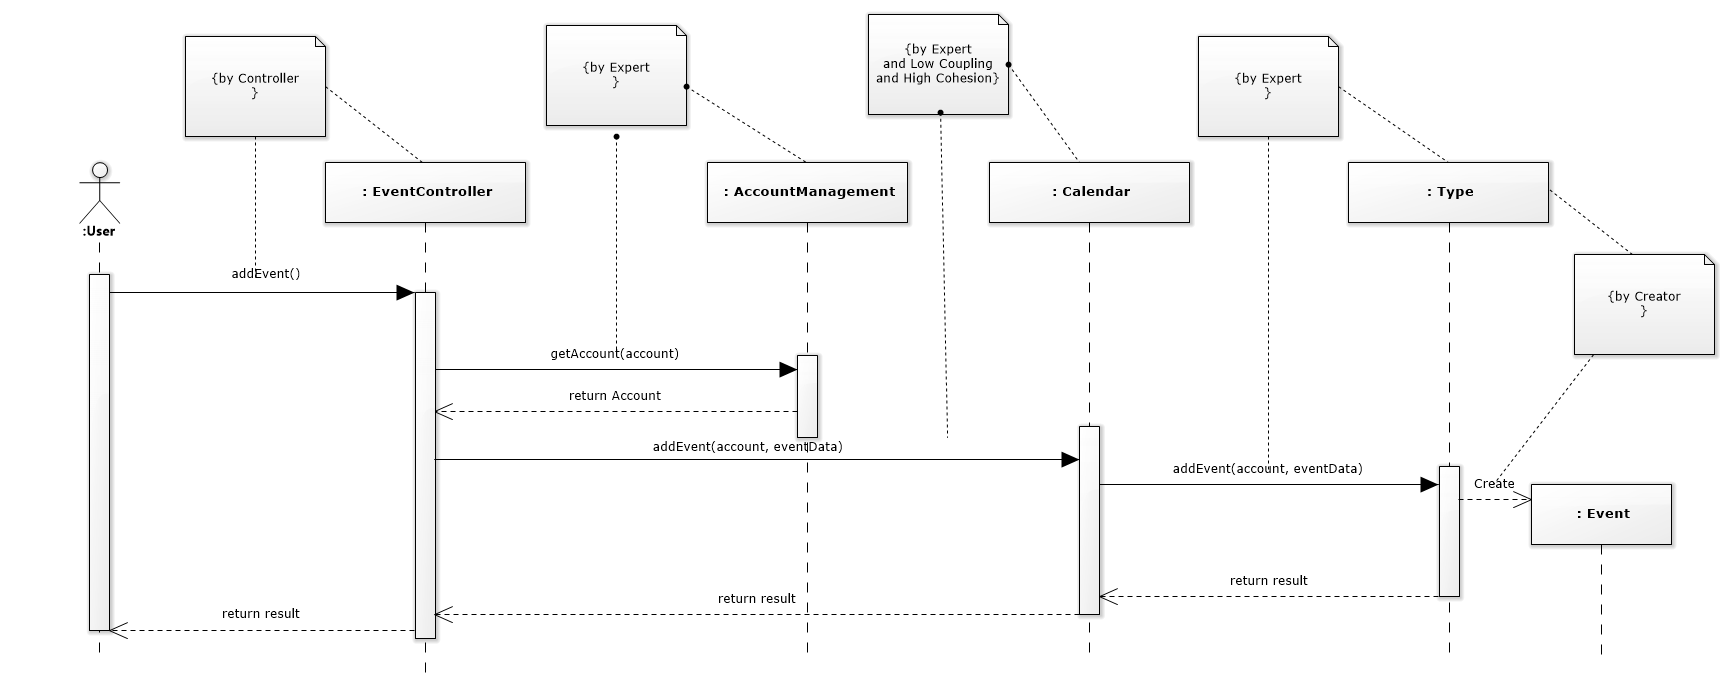 {by Expert
and Low Coupling
and High Cohesion}
{by Expert
}
{by Controller
}
{by Expert
}
: EventController
: AccountManagement
: Calendar
: Type
:User
addEvent()
{by Creator
}
getAccount(account)
return Account
addEvent(account, eventData)
addEvent(account, eventData)
Create
: Event
return result
return result
return result